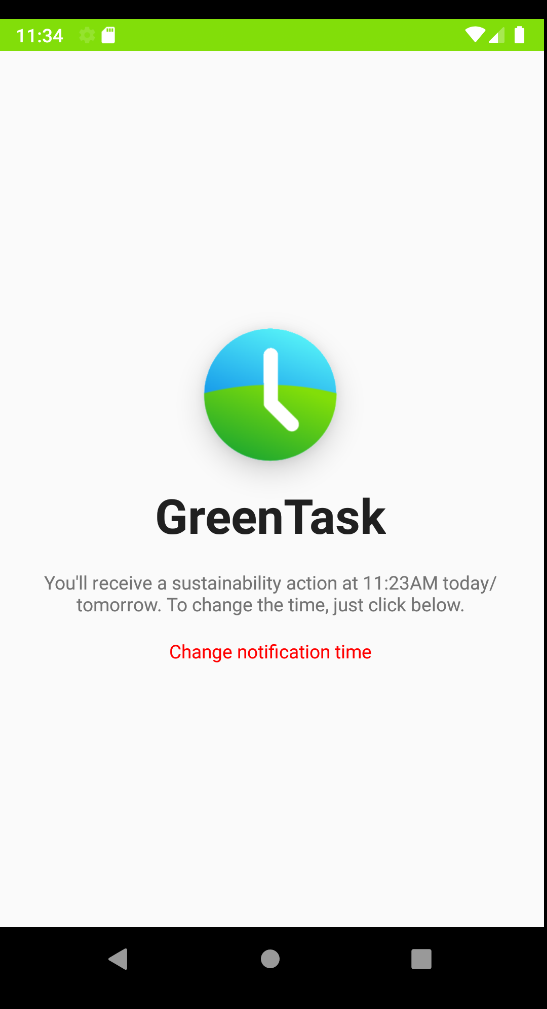 11:34
GreenTask
You'll receive a sustainability action at 11:23AM today/
tomorrow. To change the time, just click below.
Change notification time